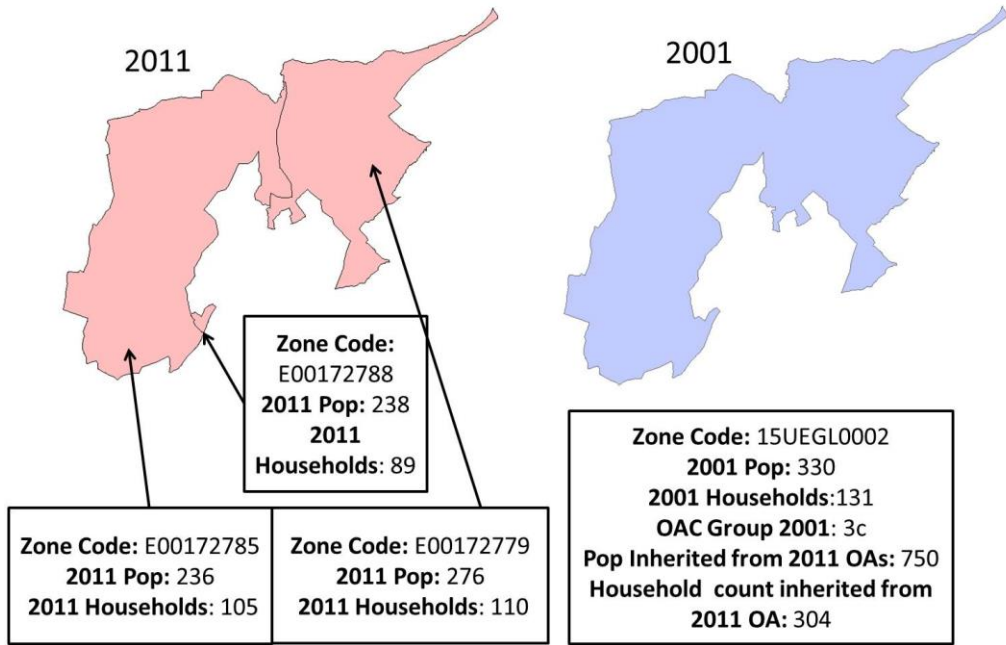 2011
2001
Zone Code:
E00172788
2011 Pop: 238
2011
Households: 89
Zone Code: E00172785
2011 Pop: 236
2011 Households: 105
Zone Code: E00172779
2011 Pop: 276
2011 Households: 110
Zone Code: 15UEGL0002
2001 Pop: 330
2001 Households:131
OAC Group 2001: 3c
Pop Inherited from 2011 OAs: 750
Household count inherited from
2011 OA: 304